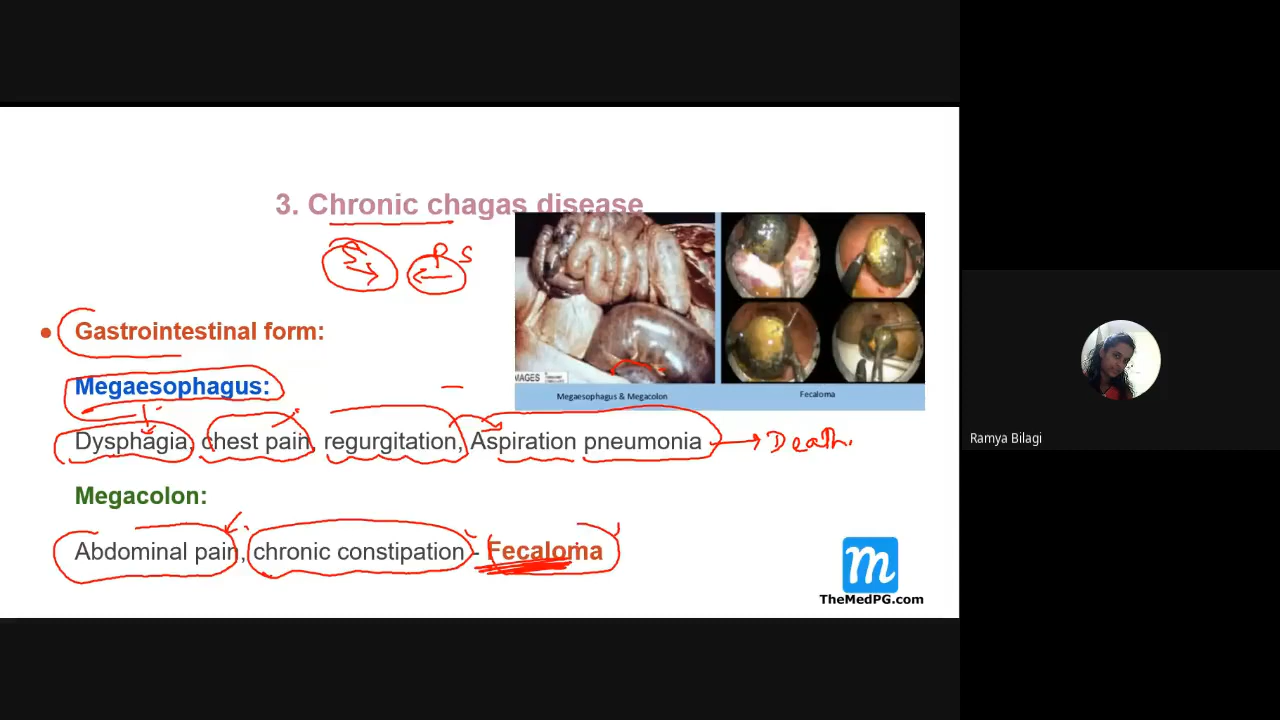 3. Chronic chagas disease
P S
Gastrointestinal form:
Megaesophagus:
Dysphagia, chest pain, regurgitation, Aspiration pneumonia → Death.
MAGES
Megaesophagus & Megacolon
Fecaloma
Megacolon:
Abdominal pain, chronic constipation - Fecaloma
m
TheMedPG.com
Ramya Bilagi